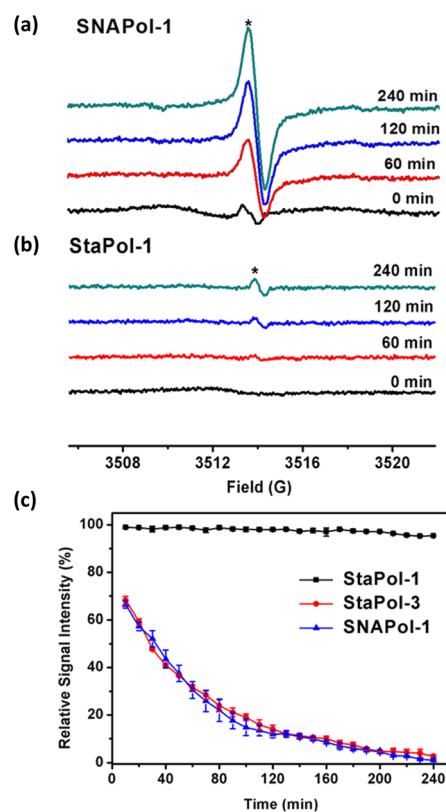 (a)
SNAPol-1
*
240 min
120 min
60 min
0 min
(b)
StaPol-1
*
240 min
120 min
60 min
0 min
3508 3512 3516 3520
Field (G)
(c)
Relative Signal Intensity (%)
100
80
60
40
20
0
StaPol-1
StaPol-3
SNAPol-1
0 40 80 120 160 200 240
Time (min)